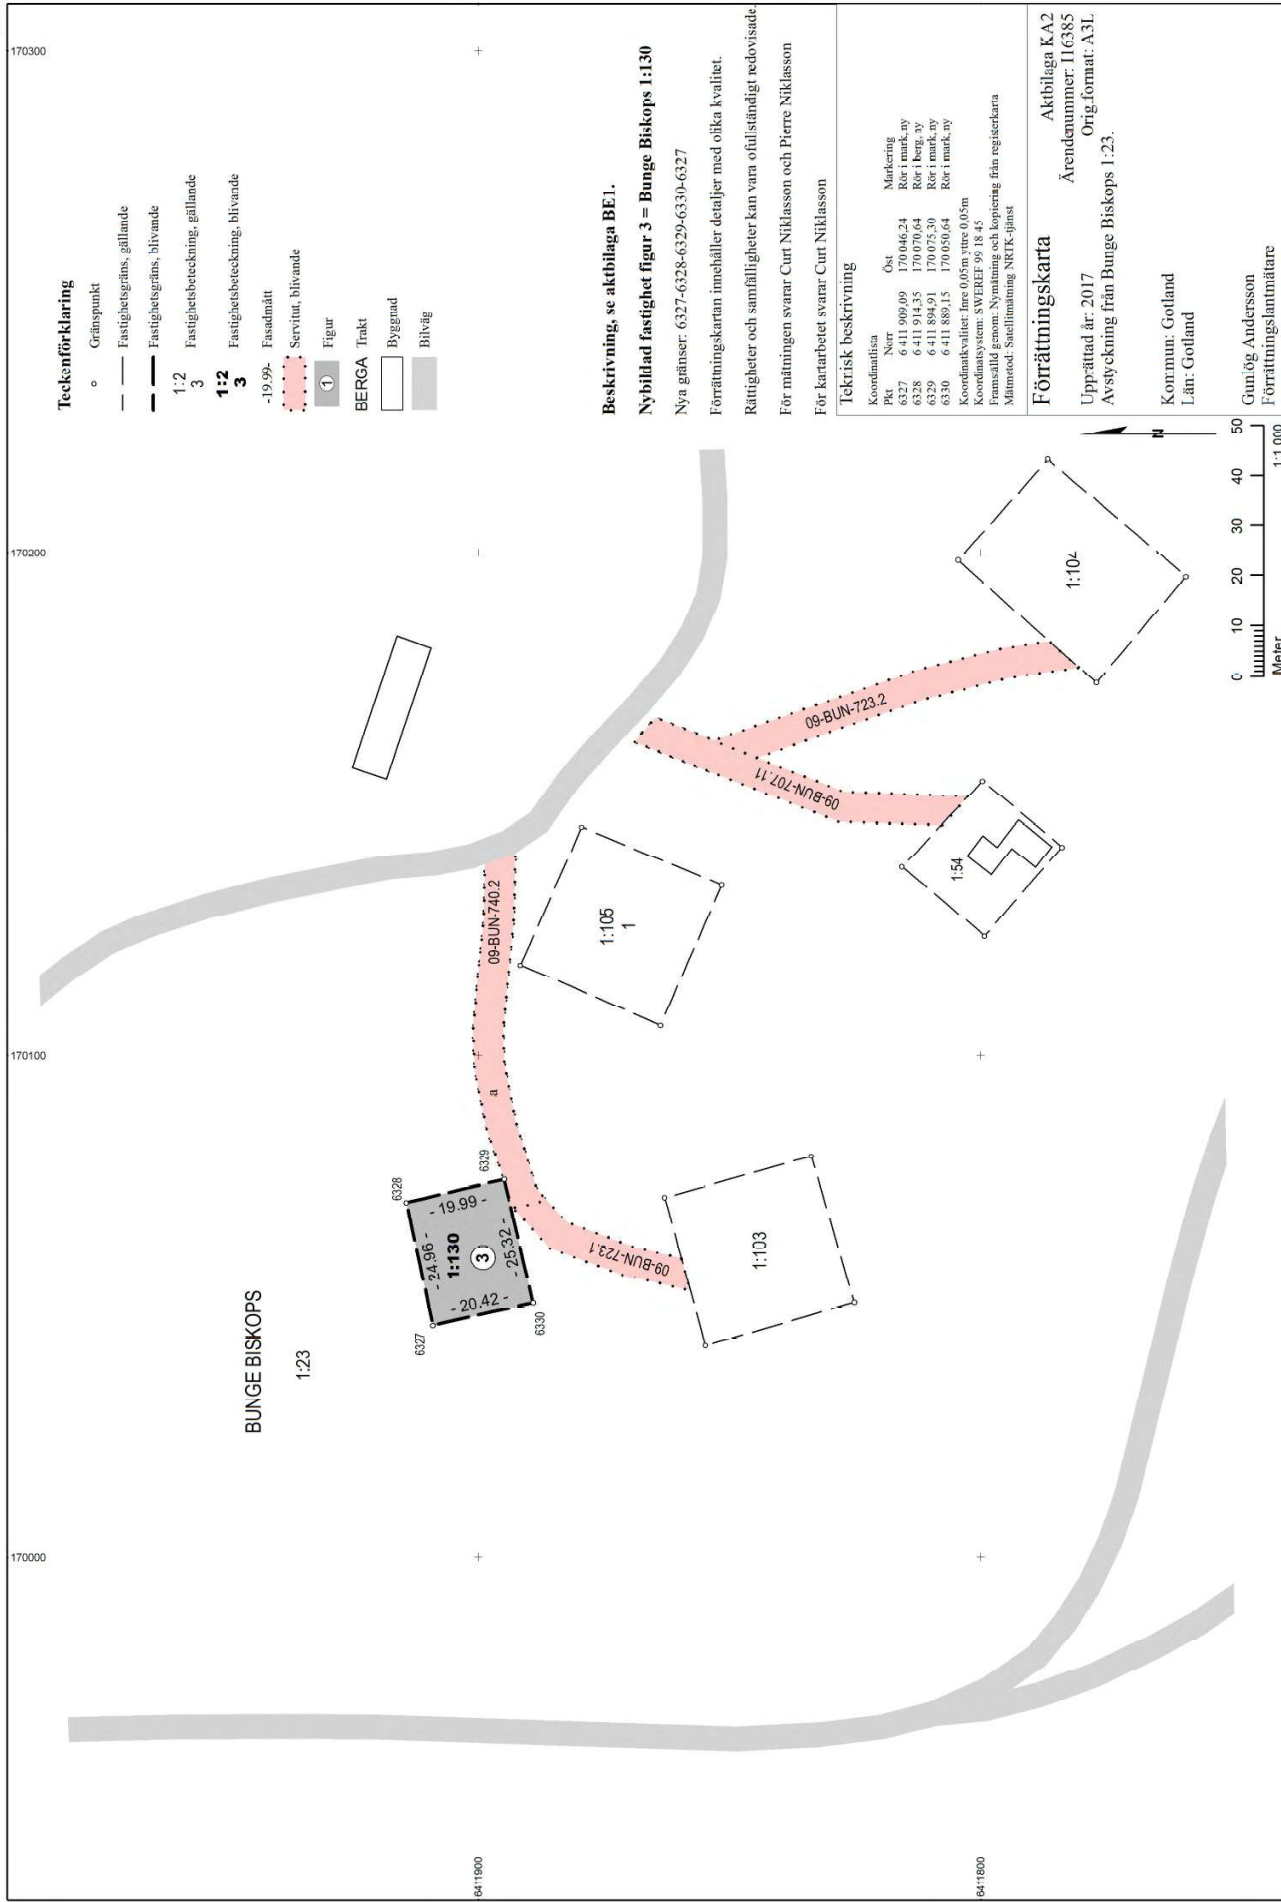 Teckenförklaring
Gränspunkt
Fastighetsgräns, gällande
Fastighetsgräns, blivande
1:2
3
Fastighetsbeteckning, gällande
1:2
3
Fastighetsbeteckning, blivande
-19.99-
Fasadmått
Servitut, blivande
1
Figur
BERGA
Trakt
Byggnad
Bilväg
Beskrivning, se aktbilaga BE1.
Nybildad fastighet figur 3 = Bunge Biskops 1:130
Nya gränser: 6327-6328-6329-6330-6327
Förrättningskartan innehåller detaljer med olika kvalitet.
Rättigheter och samfälligheter kan vara ofullständigt redovisade.
För mätningen svarar Curt Niklasson och Pierre Niklasson
För kartarbetet svarar Curt Niklasson
Teknisk beskrivning
Koordinatlista
Pkt Norr Öst Markering
6327 6 411 909,09 170 046,24 Rör i mark, ny
6328 6 411 914,35 170 070,64 Rör i berg, ny
6329 6 411 894,91 170 075,30 Rör i mark, ny
6330 6 411 889,15 170 050,64 Rör i mark, ny
Koordinatkvalitet: Inre 0,05m yttre 0,05m
Koordinatsystem: SWEREF 99 18 45
Framställd genom: Nymätning och kopiering från registerkarta
Mätmetod: Satellitmätning NRTK-tjänst
Förrättningskarta
Aktbilaga KA2
Ärendenummer: I16385
Orig.format: A3L
Upprättad år: 2017
Avstyckning från Bunge Biskops 1:23.
Kommun: Gotland
Län: Gotland
Gunlög Andersson
Förrättningslantmätare
170300
170200
170100
170000
6411900
6411800
BUNGE BISKOPS
1:23
6327
6328
6329
6330
- 24.96 -
- 19.99 -
- 20.42 -
- 25.32 -
1:130
3
a
09-BUN-740.2
09-BUN-723.1
09-BUN-707.11
09-BUN-723.2
1:105
1
1:103
1:54
1:104
N
0 10 20 30 40 50
Meter
1:1 000